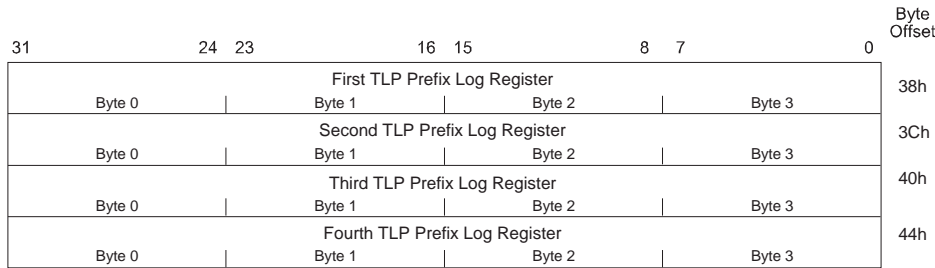 Byte
Offset
31 24 23 16 15 8 7 0
First TLP Prefix Log Register
38h
Byte 0 Byte 1 Byte 2 Byte 3
Second TLP Prefix Log Register
3Ch
Byte 0 Byte 1 Byte 2 Byte 3
Third TLP Prefix Log Register
40h
Byte 0 Byte 1 Byte 2 Byte 3
Fourth TLP Prefix Log Register
44h
Byte 0 Byte 1 Byte 2 Byte 3